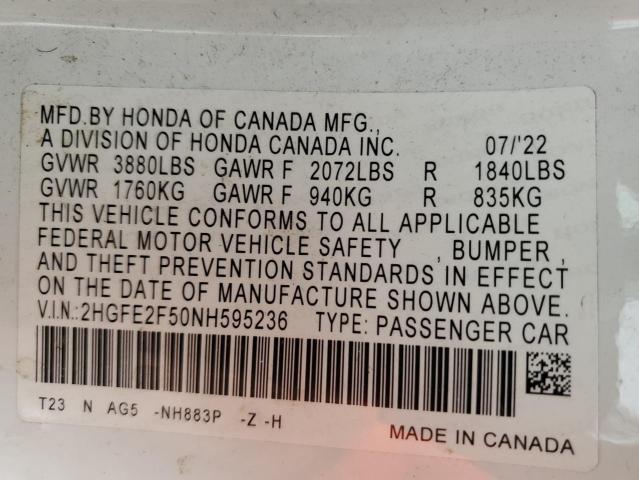 MFD.BY HONDA OF CANADA MFG.,
A DIVISION OF HONDA CANADA INC. 07/'22
GVWR 3880LBS GAWR F 2072LBS R 1840LBS
GVWR 1760KG GAWR F 940KG R 835KG
THIS VEHICLE CONFORMS TO ALL APPLICABLE
FEDERAL MOTOR VEHICLE SAFETY , BUMPER ,
AND THEFT PREVENTION STANDARDS IN EFFECT
ON THE DATE OF MANUFACTURE SHOWN ABOVE.
V.I.N.:2HGFE2F50NH595236 TYPE: PASSENGER CAR
T23 N AG5 -NH883P -Z -H
MADE IN CANADA